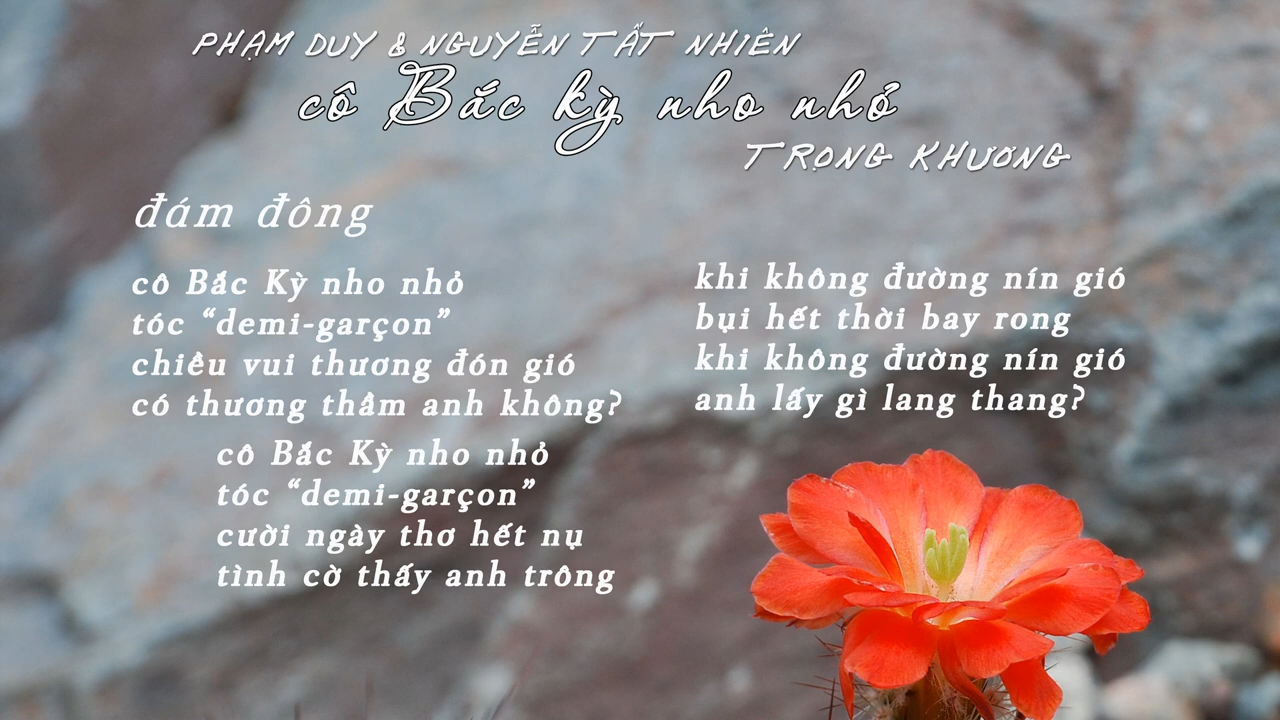 PHẠM DUY & NGUYỄN TẤT NHIÊN
cô Bắc kỳ nho nhỏ
TRỌNG KHƯƠNG
đám đông
cô Bắc Kỳ nho nhỏ
tóc “demi-garçon”
chiều vui thương đón gió
có thương thầm anh không?
cô Bắc Kỳ nho nhỏ
tóc “demi-garçon”
cười ngày thơ hết nụ
tình cờ thấy anh trông
khi không đường nín gió
bụi hết thời bay rong
khi không đường nín gió
anh lấy gì lang thang?